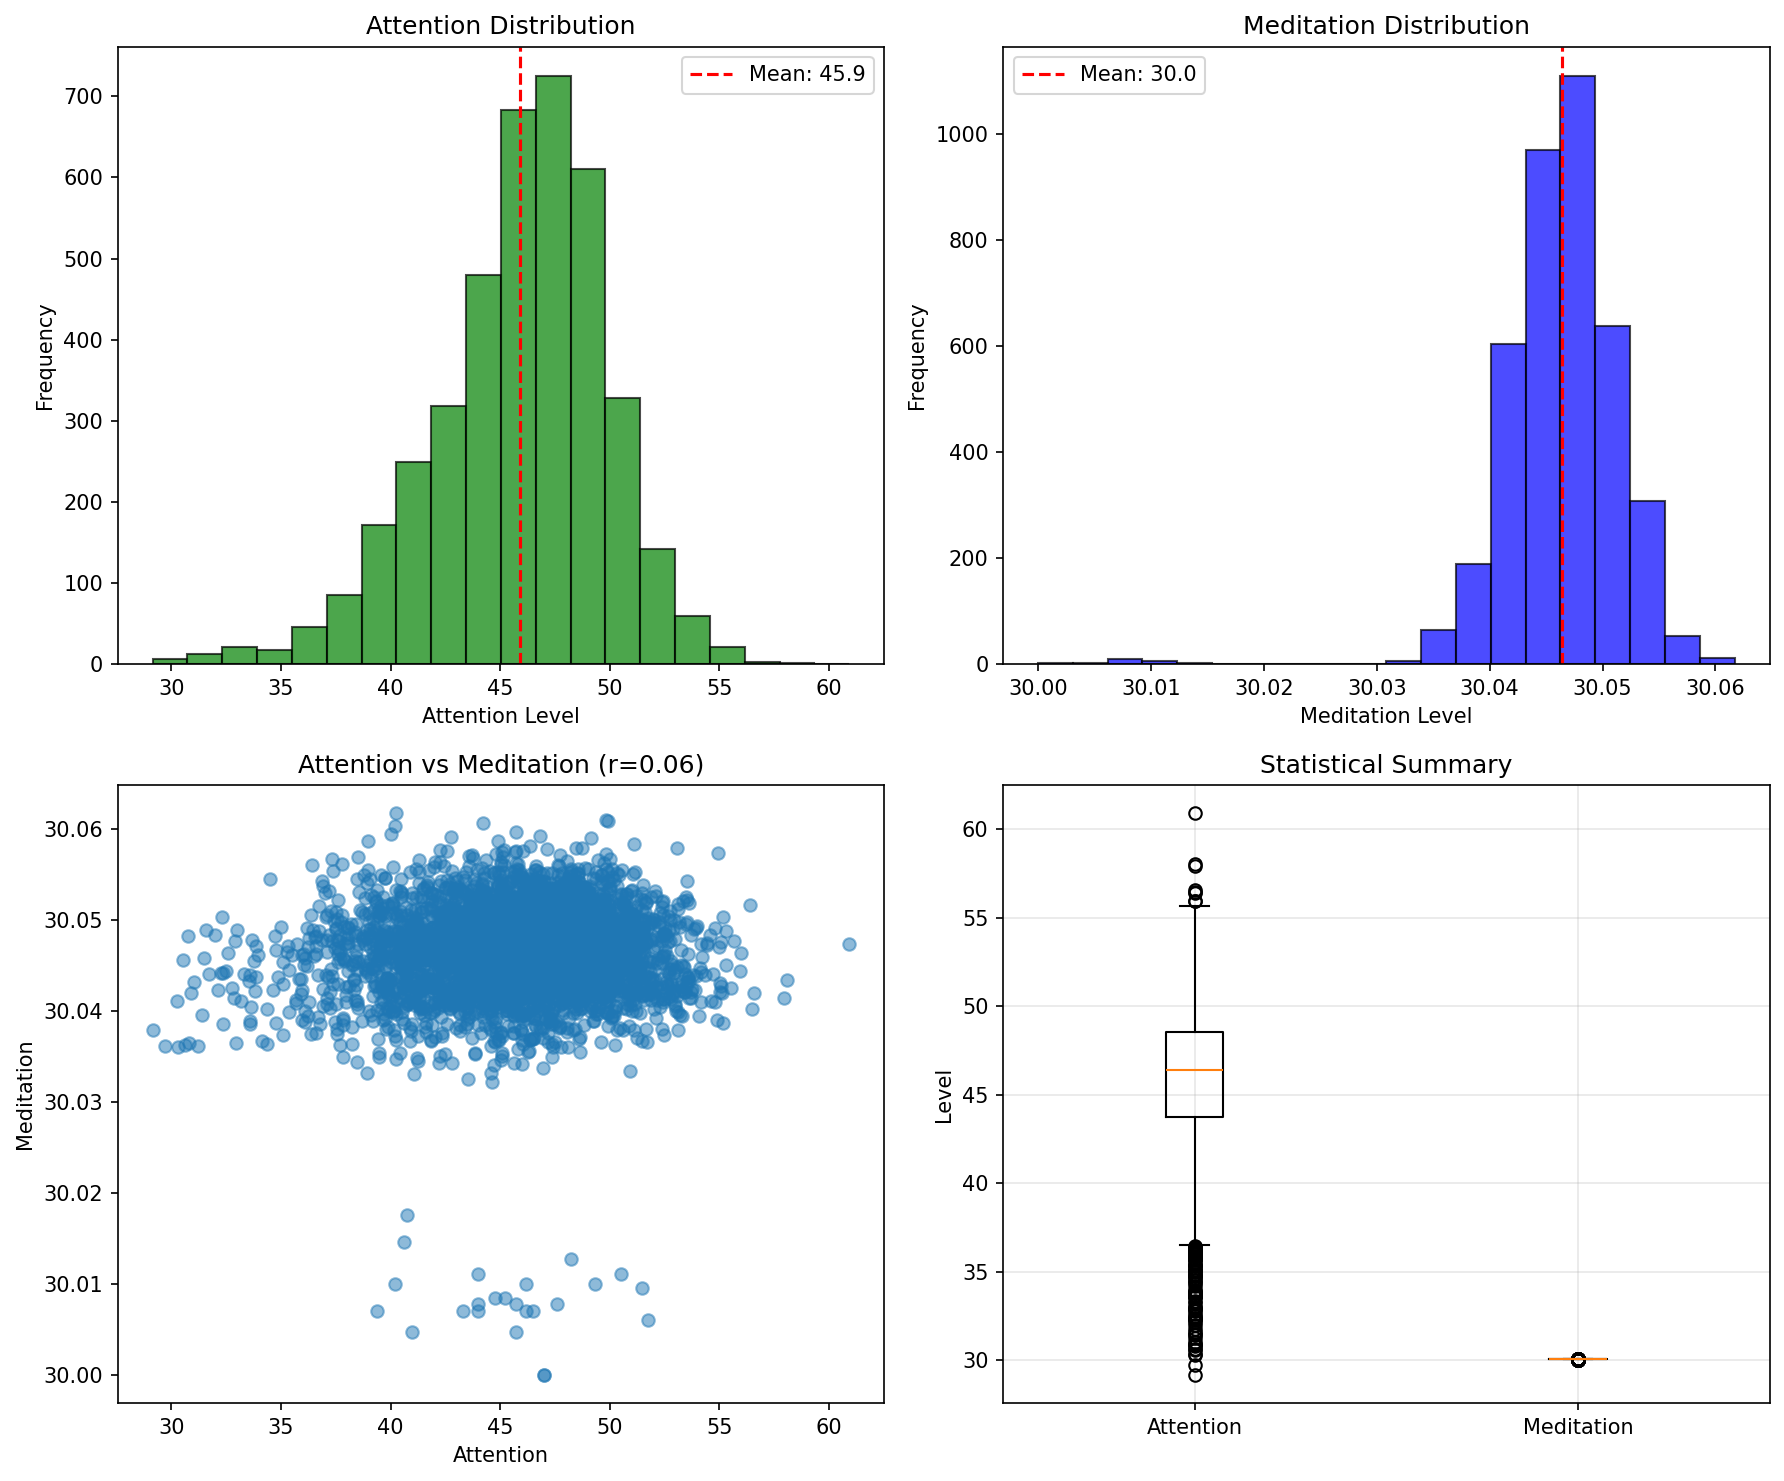 Attention Distribution
Mean: 45.9
Frequency
0
100
200
300
400
500
600
700
30 35 40 45 50 55 60
Attention Level
Meditation Distribution
Mean: 30.0
Frequency
0
200
400
600
800
1000
30.00 30.01 30.02 30.03 30.04 30.05 30.06
Meditation Level
Attention vs Meditation (r=0.06)
Meditation
30.06
30.05
30.04
30.03
30.02
30.01
30.00
30 35 40 45 50 55 60
Attention
Statistical Summary
Level
60
55
50
45
40
35
30
Attention Meditation